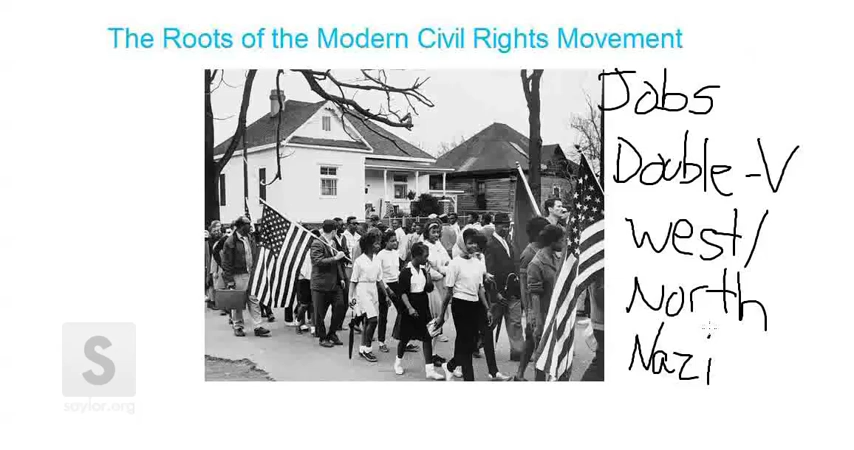 The Roots of the Modern Civil Rights Movement
Jobs
Double-V
West/
North
Nazi
S
saylor.org